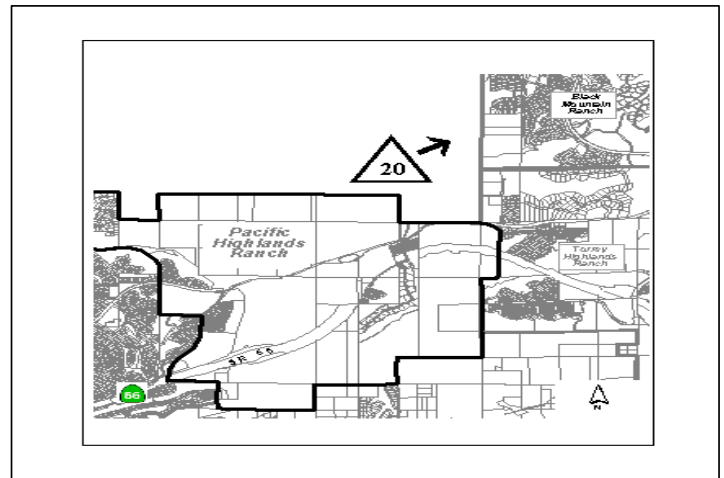 Black
Mountain
Ranch
20
Pacific
Highlands
Ranch
Torrey
Highlands
Ranch
SR 56
56
N